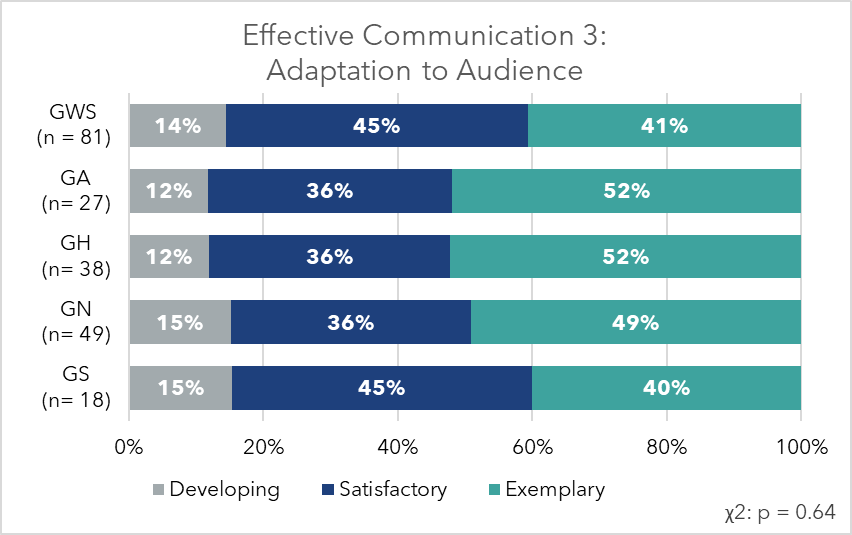 Effective Communication 3:
Adaptation to Audience
GWS
(n = 81)
14% 45% 41%
GA
(n= 27)
12% 36% 52%
GH
(n= 38)
12% 36% 52%
GN
(n= 49)
15% 36% 49%
GS
(n= 18)
15% 45% 40%
0% 20% 40% 60% 80% 100%
Developing Satisfactory Exemplary
χ2: p = 0.64